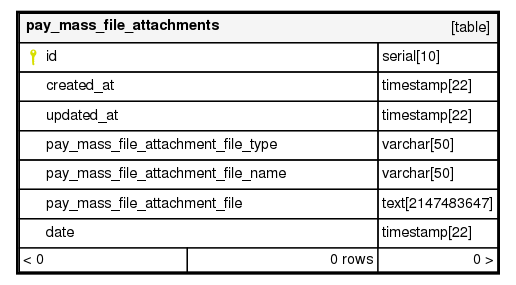 pay_mass_file_attachments [table]
id serial[10]
created_at timestamp[22]
updated_at timestamp[22]
pay_mass_file_attachment_file_type varchar[50]
pay_mass_file_attachment_file_name varchar[50]
pay_mass_file_attachment_file text[2147483647]
date timestamp[22]
< 0 0 rows 0 >